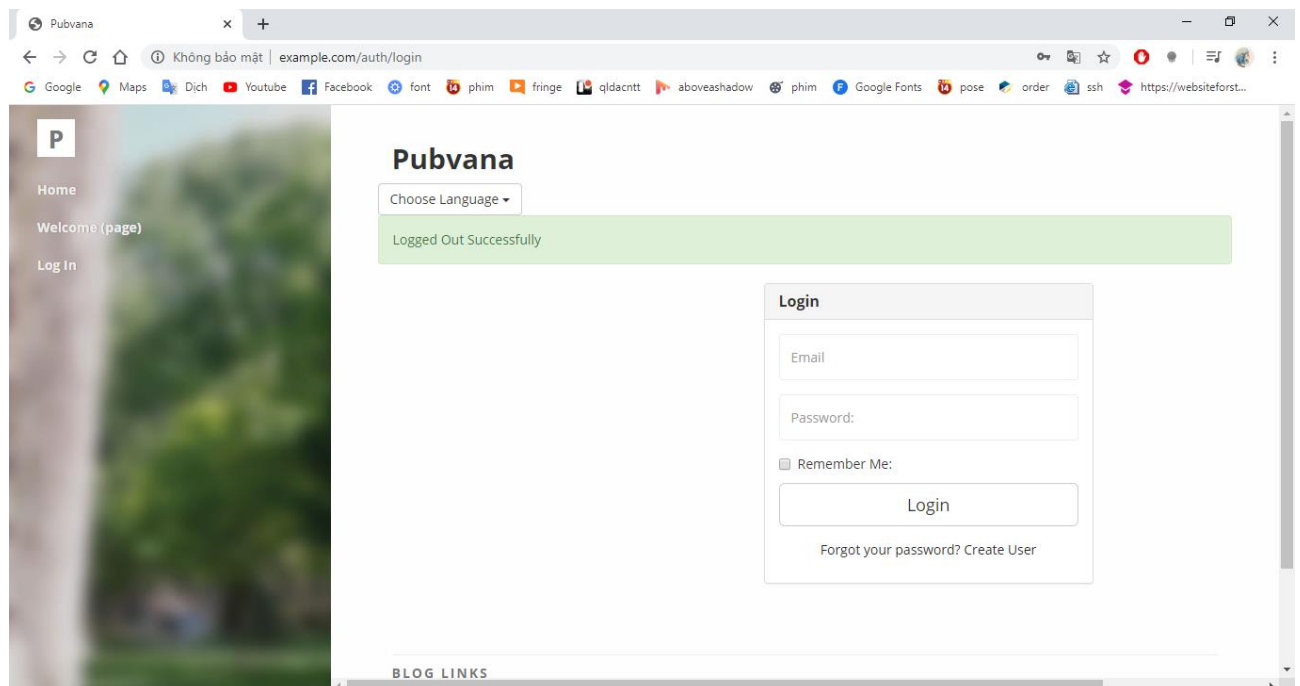 Pubvana
Không bảo mật | example.com/auth/login
Google Maps Dịch Youtube Facebook font phim fringe qldacntt aboveashadow phim Google Fonts pose order ssh https://websiteforst...
P
Home
Welcome (page)
Log In
Pubvana
Choose Language
Logged Out Successfully
Login
Email
Password:
Remember Me:
Login
Forgot your password? Create User
BLOG LINKS